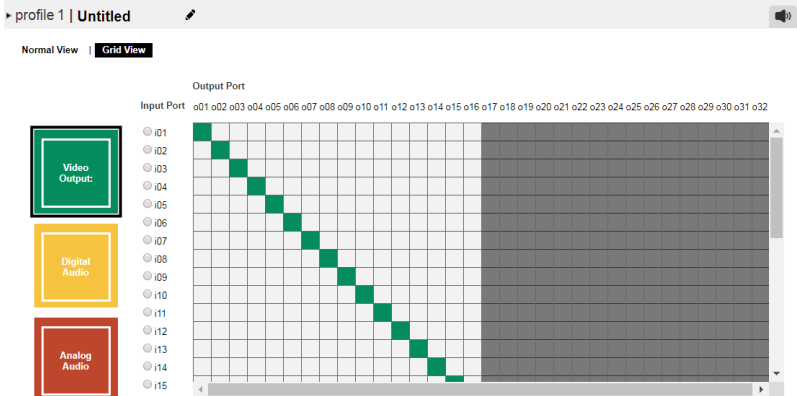 profile 1 | Untitled
Normal View | Grid View
Output Port
Input Port o01 o02 o03 o04 o05 o06 o07 o08 o09 o10 o11 o12 o13 o14 o15 o16 o17 o18 o19 o20 o21 o22 o23 o24 o25 o26 o27 o28 o29 o30 o31 o32
i01
i02
i03
i04
i05
i06
i07
i08
i09
i10
i11
i12
i13
i14
i15
Video
Output:
Digital
Audio
Analog
Audio